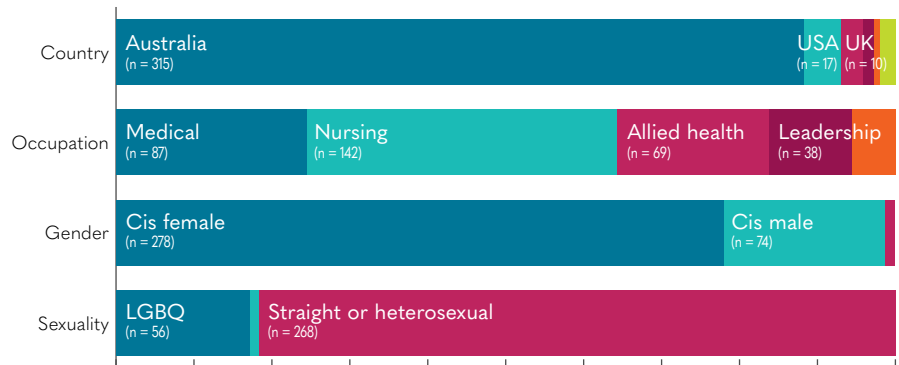 Country
Australia
(n = 315)
USA
(n = 17)
UK
(n = 10)
Occupation
Medical
(n = 87)
Nursing
(n = 142)
Allied health
(n = 69)
Leadership
(n = 38)
Gender
Cis female
(n = 278)
Cis male
(n = 74)
Sexuality
LGBQ
(n = 56)
Straight or heterosexual
(n = 268)